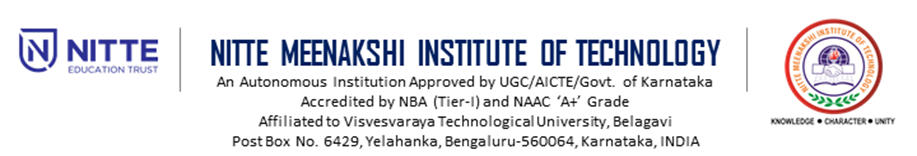 NITTE
EDUCATION TRUST
NITTE MEENAKSHI INSTITUTE OF TECHNOLOGY
An Autonomous Institution Approved by UGC/AICTE/Govt. of Karnataka
Accredited by NBA (Tier-I) and NAAC ‘A+’ Grade
Affiliated to Visvesvaraya Technological University, Belagavi
Post Box No. 6429, Yelahanka, Bengaluru-560064, Karnataka, INDIA
NITTE MEENAKSHI INSTITUTE OF TECHNOLOGY
KNOWLEDGE ● CHARACTER ● UNITY